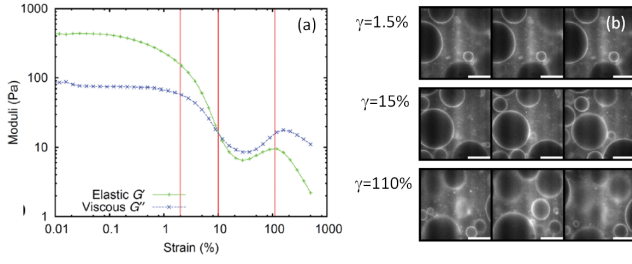 (a)
1000
100
10
1
Moduli (Pa)
Elastic G'
Viscous G''
0.01 0.1 1 10 100 1000
Strain (%)
(b)
γ=1.5%
γ=15%
γ=110%